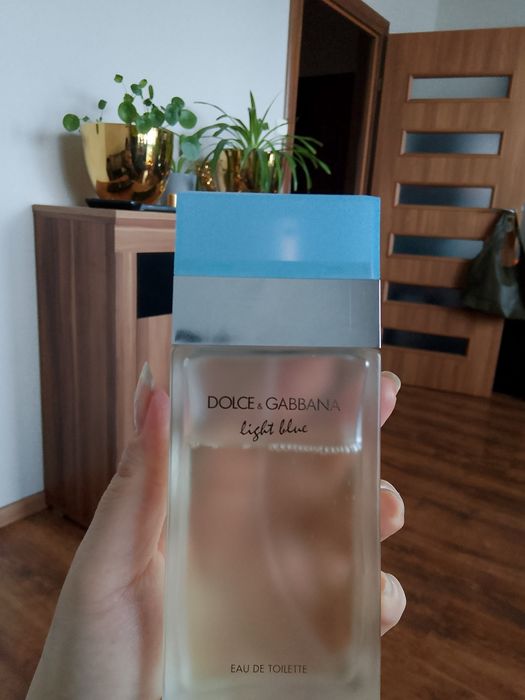 DOLCE & GABBANA
light blue
EAU DE TOILETTE